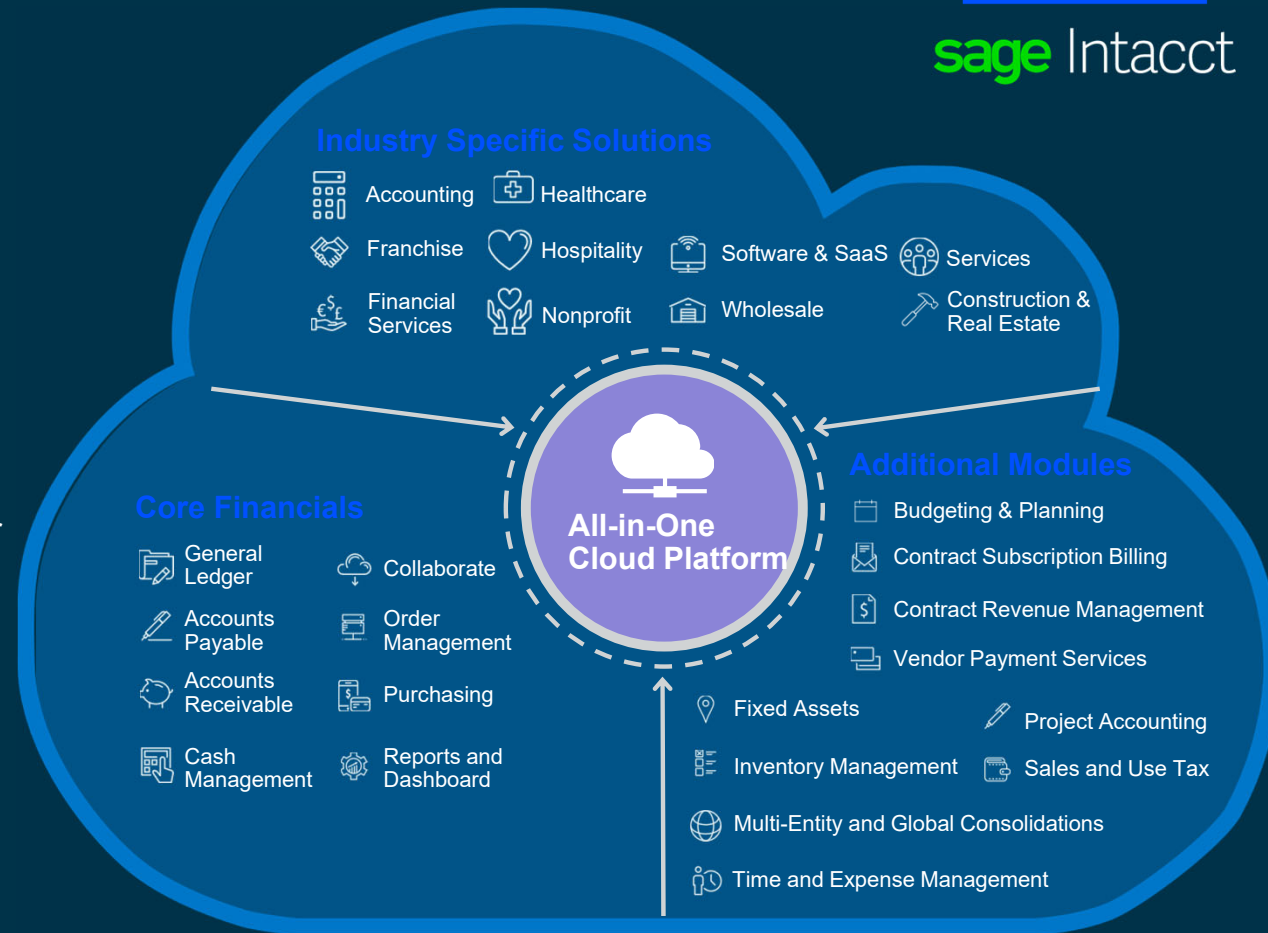 sage Intacct
Industry Specific Solutions
Accounting
Healthcare
Franchise
Hospitality
Software & SaaS
Services
Financial
Services
Nonprofit
Wholesale
Construction &
Real Estate
All-in-One
Cloud Platform
Core Financials
General
Ledger
Collaborate
Accounts
Payable
Order
Management
Accounts
Receivable
Purchasing
Cash
Management
Reports and
Dashboard
Additional Modules
Budgeting & Planning
Contract Subscription Billing
Contract Revenue Management
Vendor Payment Services
Fixed Assets
Project Accounting
Inventory Management
Sales and Use Tax
Multi-Entity and Global Consolidations
Time and Expense Management